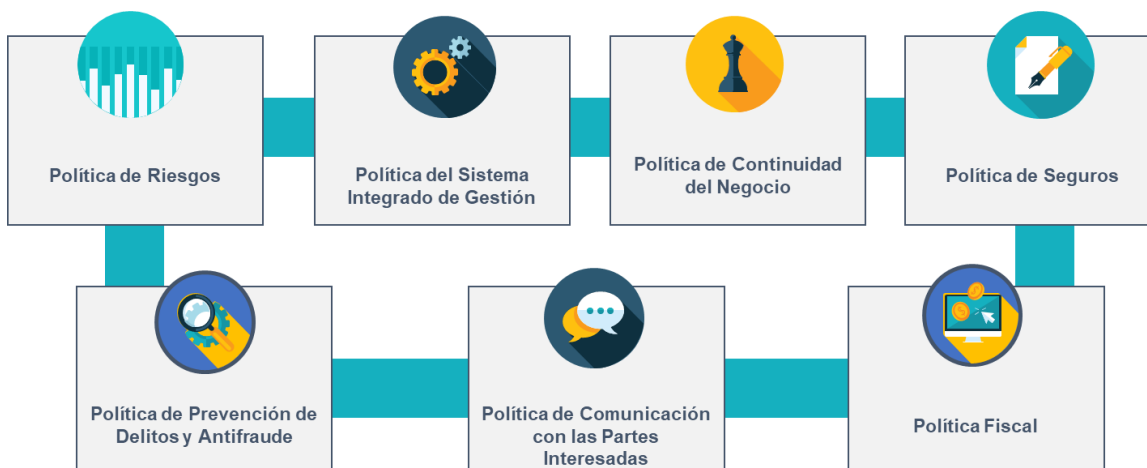 Política de Riesgos
Política del Sistema
Integrado de Gestión
Política de Continuidad
del Negocio
Política de Seguros
Política de Prevención de
Delitos y Antifraude
Política de Comunicación
con las Partes
Interesadas
Política Fiscal